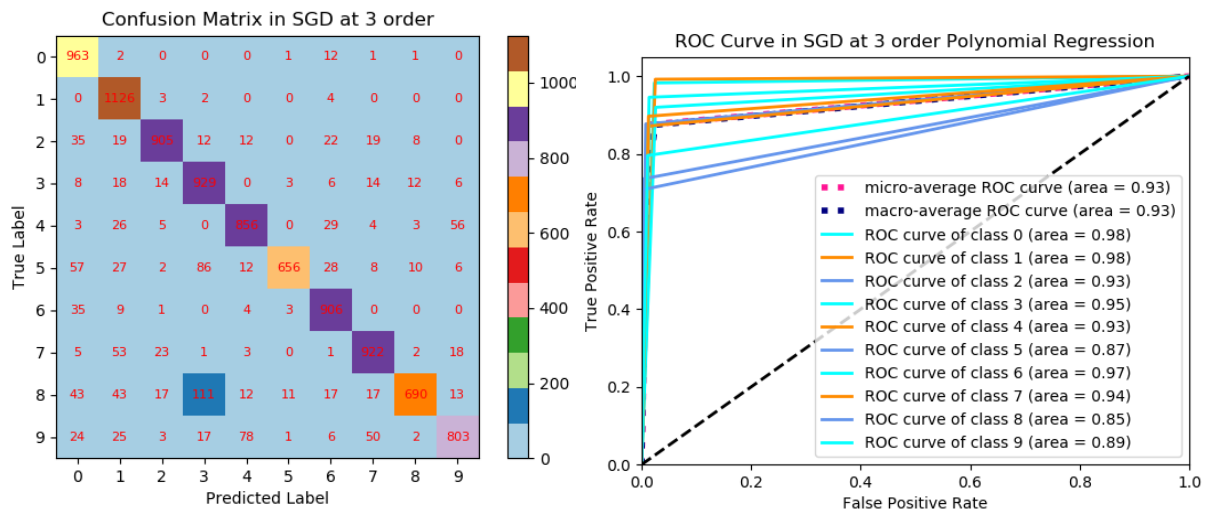 Confusion Matrix in SGD at 3 order
True Label
0 963 2 0 0 0 1 12 1 1 0
1 0 1126 3 2 0 0 4 0 0 0
2 35 19 905 12 12 0 22 19 8 0
3 8 18 14 929 0 3 6 14 12 6
4 3 26 5 0 856 0 29 4 3 56
5 57 27 2 86 12 656 28 8 10 6
6 35 9 1 0 4 3 906 0 0 0
7 5 53 23 1 3 0 1 922 2 18
8 43 43 17 111 12 11 17 17 690 13
9 24 25 3 17 78 1 6 50 2 803
0 1 2 3 4 5 6 7 8 9
Predicted Label
1000
800
600
400
200
0
ROC Curve in SGD at 3 order Polynomial Regression
True Positive Rate
1.0
0.8
0.6
0.4
0.2
0.0
0.0 0.2 0.4 0.6 0.8 1.0
False Positive Rate
micro-average ROC curve (area = 0.93)
macro-average ROC curve (area = 0.93)
ROC curve of class 0 (area = 0.98)
ROC curve of class 1 (area = 0.98)
ROC curve of class 2 (area = 0.93)
ROC curve of class 3 (area = 0.95)
ROC curve of class 4 (area = 0.93)
ROC curve of class 5 (area = 0.87)
ROC curve of class 6 (area = 0.97)
ROC curve of class 7 (area = 0.94)
ROC curve of class 8 (area = 0.85)
ROC curve of class 9 (area = 0.89)